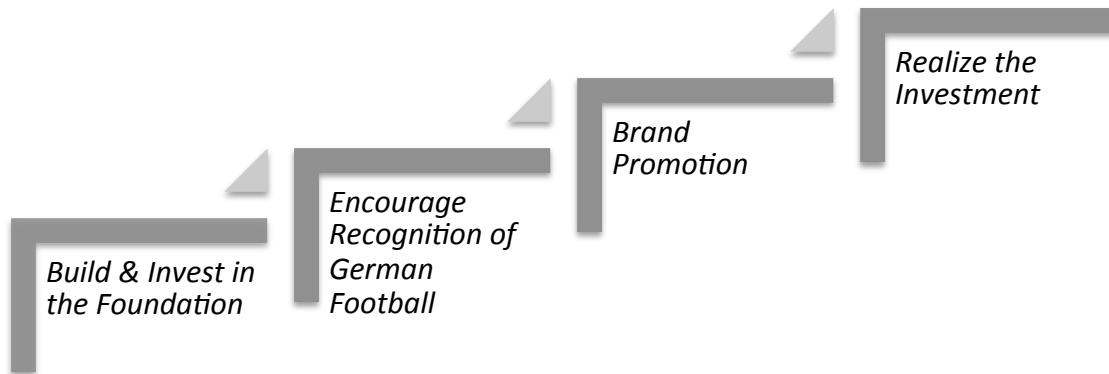 Build & Invest in
the Foundation
Encourage
Recognition of
German
Football
Brand
Promotion
Realize the
Investment